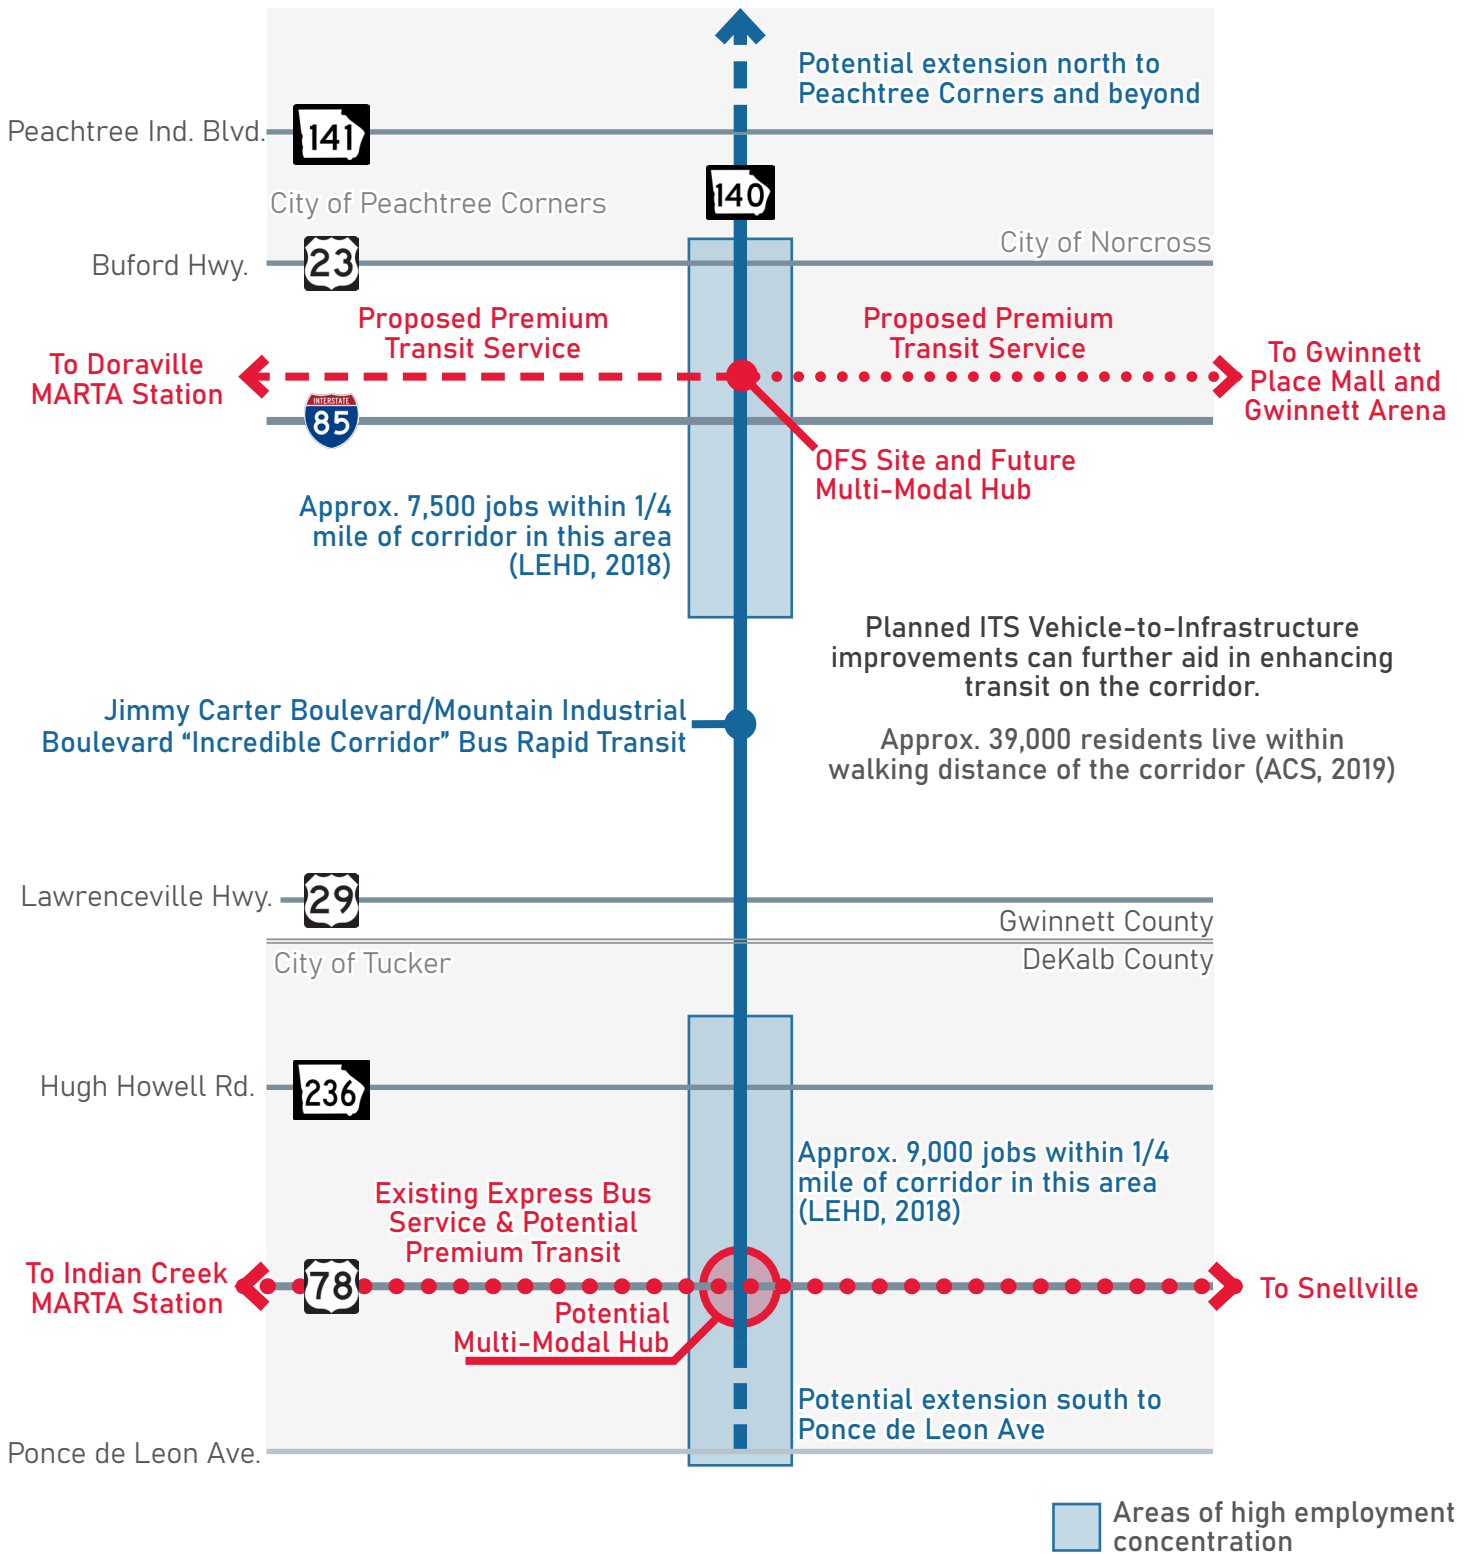 Potential extension north to
Peachtree Corners and beyond
Peachtree Ind. Blvd.
141
140
City of Peachtree Corners
City of Norcross
Buford Hwy.
23
Proposed Premium
Transit Service
Proposed Premium
Transit Service
To Doraville
MARTA Station
To Gwinnett
Place Mall and
Gwinnett Arena
INTERSTATE
85
OFS Site and Future
Multi-Modal Hub
Approx. 7,500 jobs within 1/4
mile of corridor in this area
(LEHD, 2018)
Planned ITS Vehicle-to-Infrastructure
improvements can further aid in enhancing
transit on the corridor.
Jimmy Carter Boulevard/Mountain Industrial
Boulevard “Incredible Corridor” Bus Rapid Transit
Approx. 39,000 residents live within
walking distance of the corridor (ACS, 2019)
Lawrenceville Hwy.
29
Gwinnett County
City of Tucker
DeKalb County
Hugh Howell Rd.
236
Approx. 9,000 jobs within 1/4
mile of corridor in this area
(LEHD, 2018)
Existing Express Bus
Service & Potential
Premium Transit
To Indian Creek
MARTA Station
78
To Snellville
Potential
Multi-Modal Hub
Potential extension south to
Ponce de Leon Ave
Ponce de Leon Ave.
Areas of high employment
concentration